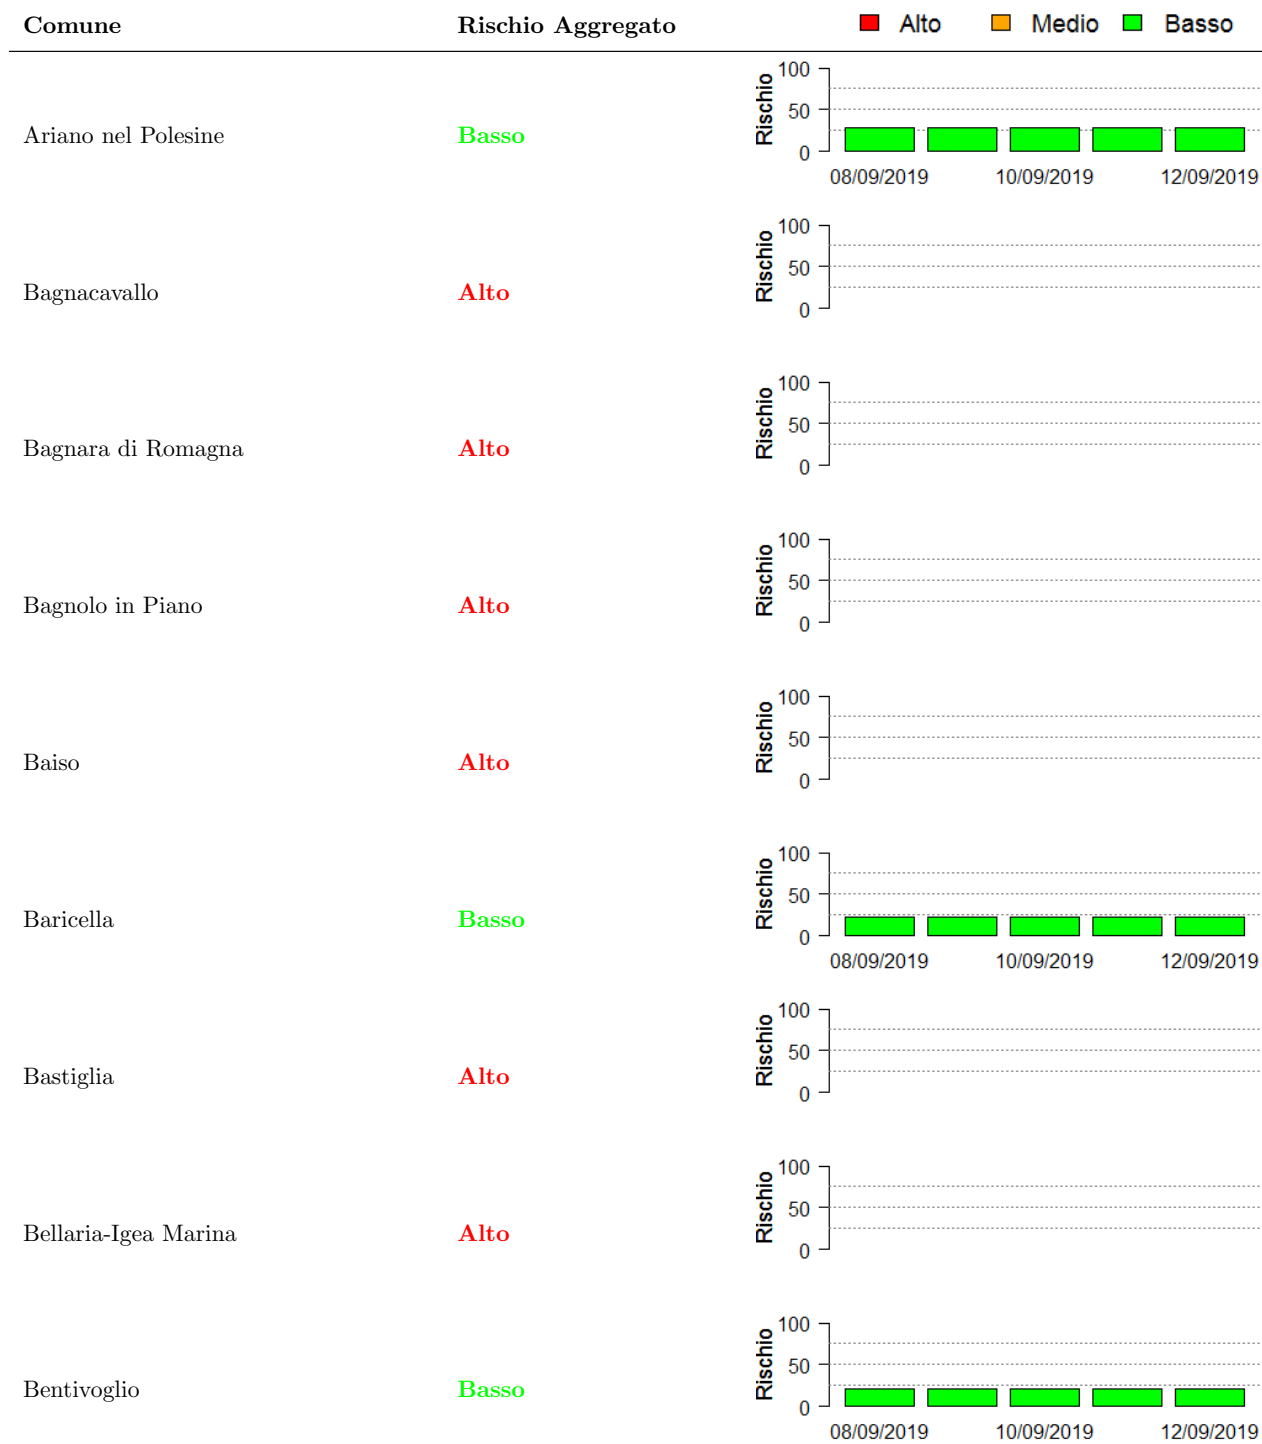 Comune Rischio Aggregato Alto Medio Basso
Ariano nel Polesine Basso Rischio 100 50 0
08/09/2019 10/09/2019 12/09/2019
Bagnacavallo Alto Rischio 100 50 0
Bagnara di Romagna Alto Rischio 100 50 0
Bagnolo in Piano Alto Rischio 100 50 0
Baiso Alto Rischio 100 50 0
Baricella Basso Rischio 100 50 0
08/09/2019 10/09/2019 12/09/2019
Bastiglia Alto Rischio 100 50 0
Bellaria-Igea Marina Alto Rischio 100 50 0
Bentivoglio Basso Rischio 100 50 0
08/09/2019 10/09/2019 12/09/2019